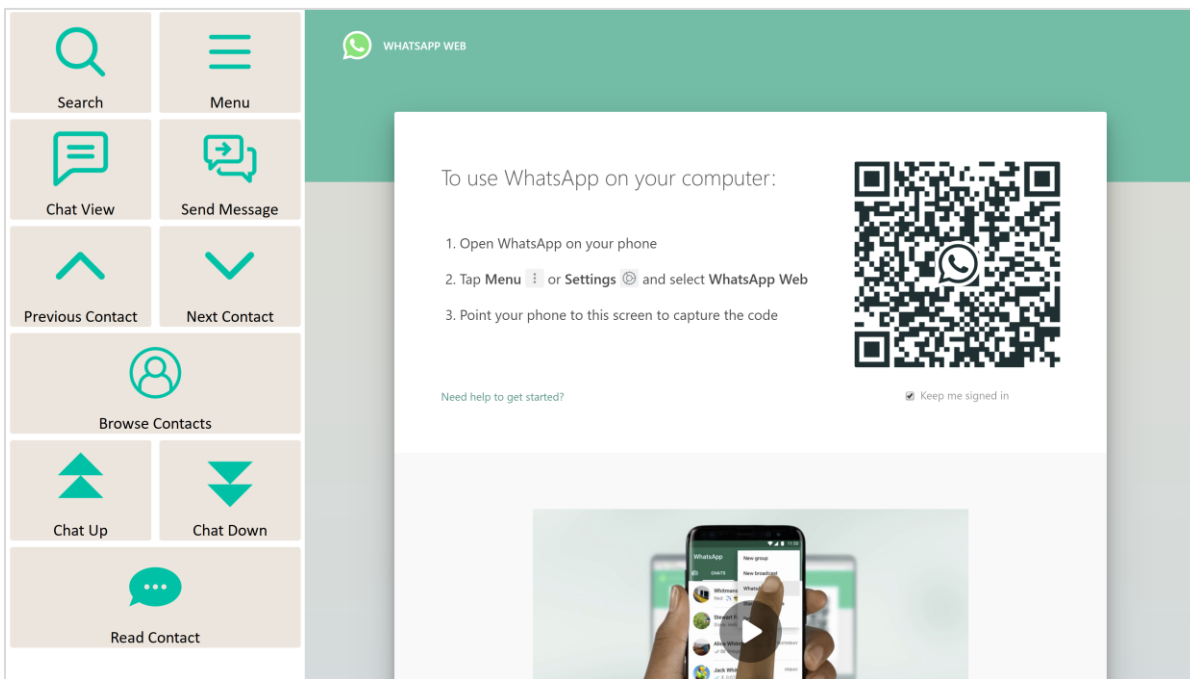 Search
Menu
Chat View
Send Message
Previous Contact
Next Contact
Browse Contacts
Chat Up
Chat Down
Read Contact
WHATSAPP WEB
To use WhatsApp on your computer:
1. Open WhatsApp on your phone
2. Tap Menu or Settings and select WhatsApp Web
3. Point your phone to this screen to capture the code
Need help to get started?
Keep me signed in
WhatsApp
New group
CHATS
New broadcast